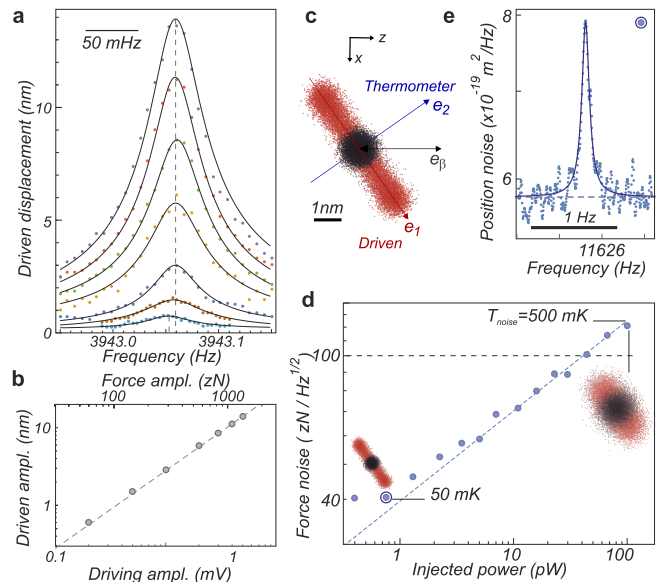 a
50 mHz
Driven displacement (nm)
10
5
0
3943.0
3943.1
Frequency (Hz)
b
Force ampl. (zN)
100
1000
Driven ampl. (nm)
10
1
0.1
1
Driving ampl. (mV)
c
z
x
Thermometer
e2
eβ
1nm
e1
Driven
e
Position noise (x10-19 m2/Hz)
8
6
1 Hz
11626
Frequency (Hz)
d
Tnoise=500 mK
Force noise ( zN / Hz1/2)
100
40
50 mK
1
10
100
Injected power (pW)